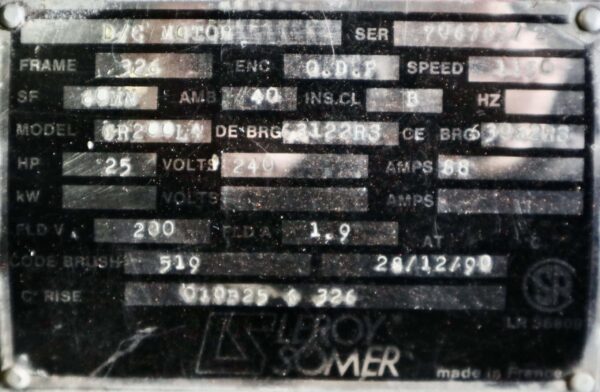 D/C MOTOR SER
FRAME 326 ENC O.D.P SPEED
SF AMB 40 INS.CL B HZ
MODEL DE BRG CE BRG
HP 25 VOLTS 240 AMPS 88
kW VOLTS AMPS
FLD V 200 FLD A 1.9 AT
CODE BRUSH 519 28/12/90
C° RISE 326
LEROY
SOMER
made in France